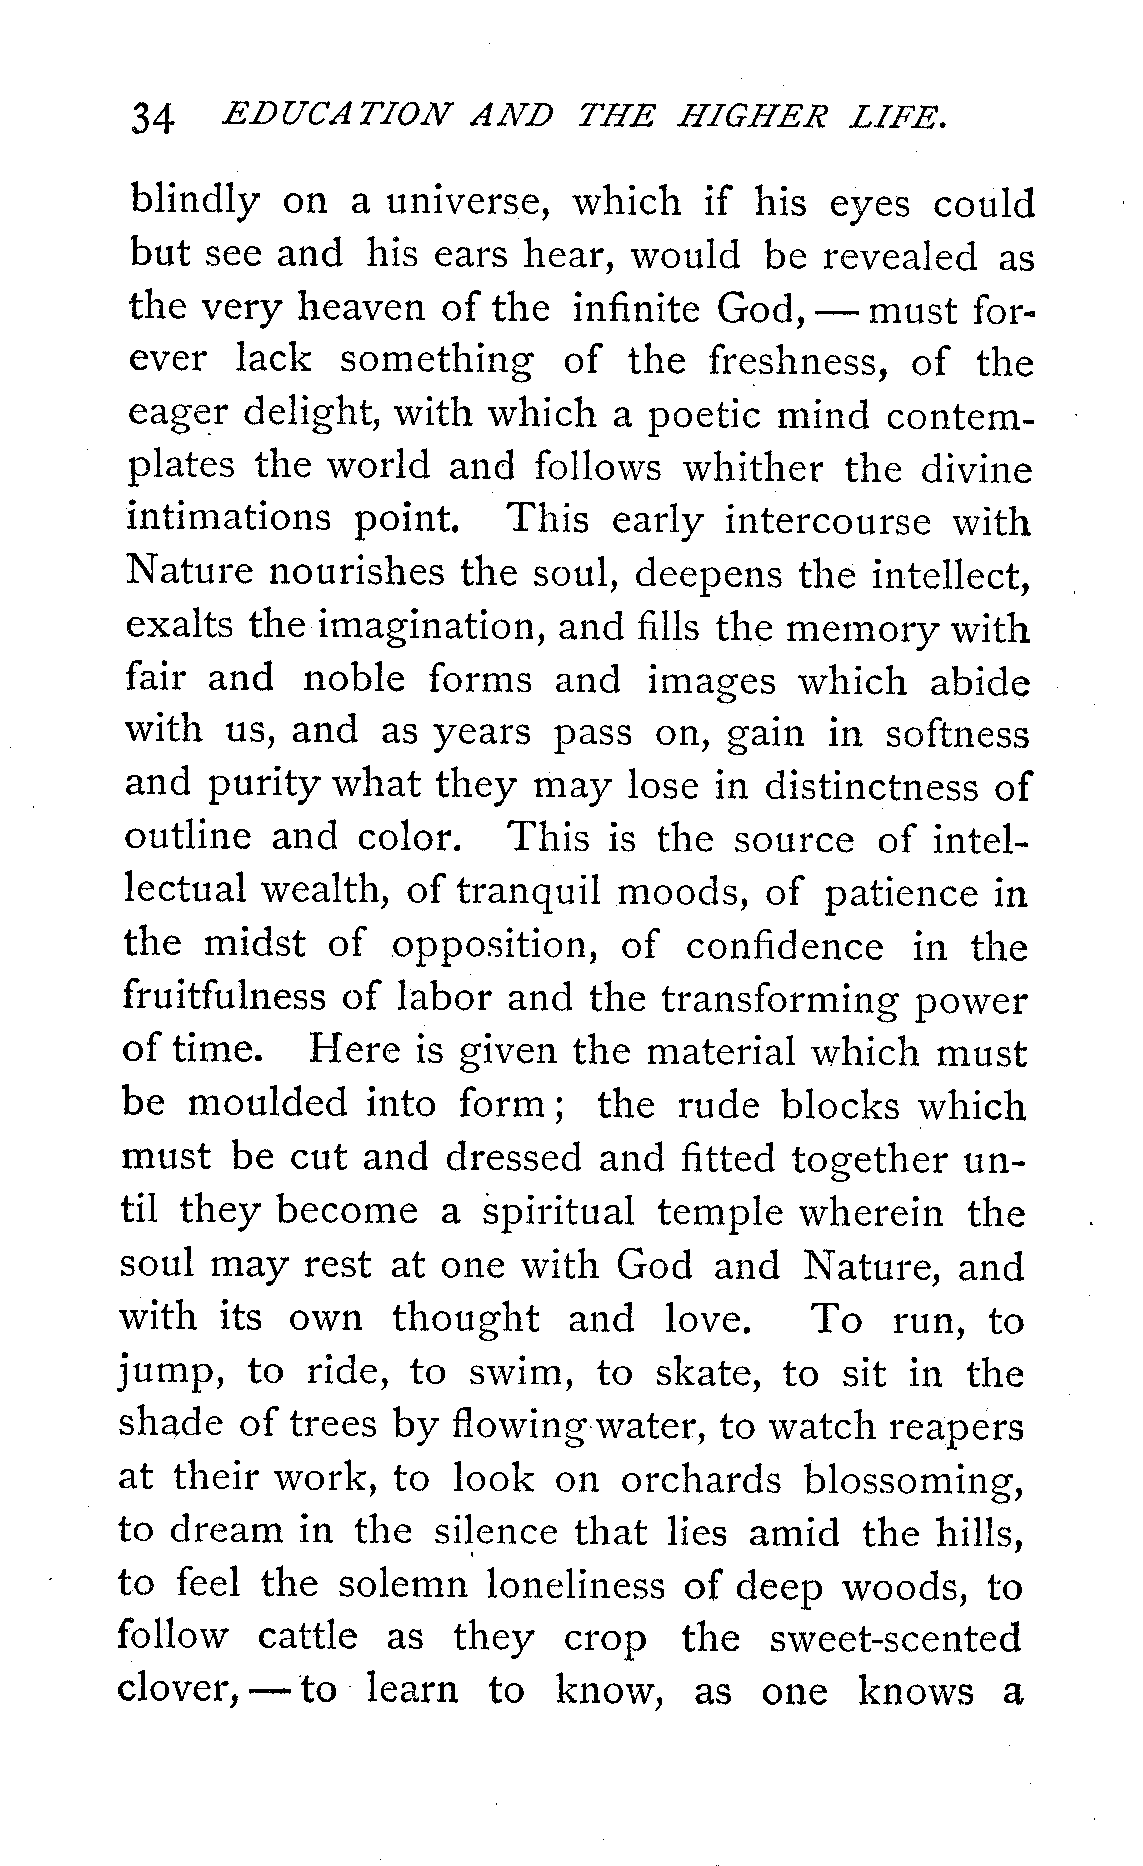 34 EDUCATION AND THE HIGHER LIFE.
blindly on a universe, which if his eyes could
but see and his ears hear, would be revealed as
the very heaven of the infinite God, — must for-
ever lack something of the freshness, of the
eager delight, with which a poetic mind contem-
plates the world and follows whither the divine
intimations point. This early intercourse with
Nature nourishes the soul, deepens the intellect,
exalts the imagination, and fills the memory with
fair and noble forms and images which abide
with us, and as years pass on, gain in softness
and purity what they may lose in distinctness of
outline and color. This is the source of intel-
lectual wealth, of tranquil moods, of patience in
the midst of opposition, of confidence in the
fruitfulness of labor and the transforming power
of time. Here is given the material which must
be moulded into form; the rude blocks which
must be cut and dressed and fitted together un-
til they become a spiritual temple wherein the
soul may rest at one with God and Nature, and
with its own thought and love. To run, to
jump, to ride, to swim, to skate, to sit in the
shade of trees by flowing water, to watch reapers
at their work, to look on orchards blossoming,
to dream in the silence that lies amid the hills,
to feel the solemn loneliness of deep woods, to
follow cattle as they crop the sweet-scented
clover, — to learn to know, as one knows a